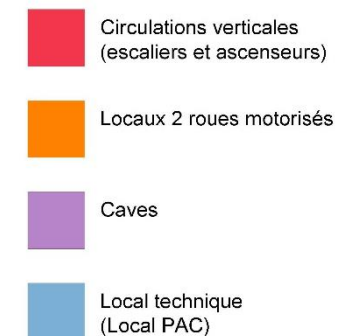 Circulations verticales
(escaliers et ascenseurs)
Locaux 2 roues motorisés
Caves
Local technique
(Local PAC)